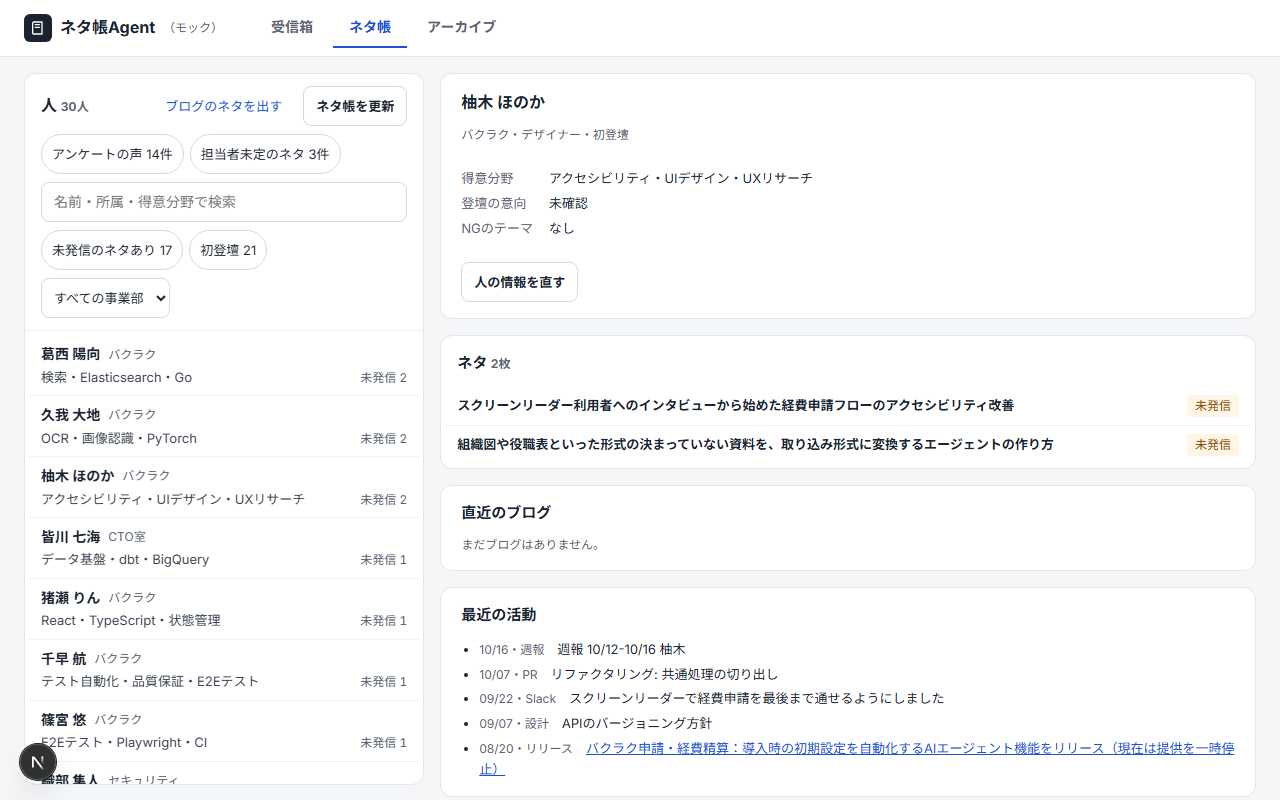 ネタ帳Agent （モック） 受信箱 ネタ帳 アーカイブ
人 30人 ブログのネタを出す ネタ帳を更新
アンケートの声 14件 担当者未定のネタ 3件
名前・所属・得意分野で検索
未発信のネタあり 17 初登壇 21
すべての事業部
葛西 陽向 バクラク
検索・Elasticsearch・Go 未発信 2
久我 大地 バクラク
OCR・画像認識・PyTorch 未発信 2
柚木 ほのか バクラク
アクセシビリティ・UIデザイン・UXリサーチ 未発信 2
皆川 七海 CTO室
データ基盤・dbt・BigQuery 未発信 1
猪瀬 りん バクラク
React・TypeScript・状態管理 未発信 1
千早 航 バクラク
テスト自動化・品質保証・E2Eテスト 未発信 1
篠宮 悠 バクラク
E2Eテスト・Playwright・CI 未発信 1
織部 隼人 セキュリティ
N
柚木 ほのか
バクラク・デザイナー・初登壇
得意分野 アクセシビリティ・UIデザイン・UXリサーチ
登壇の意向 未確認
NGのテーマ なし
人の情報を直す
ネタ 2枚
スクリーンリーダー利用者へのインタビューから始めた経費申請フローのアクセシビリティ改善 未発信
組織図や役職表といった形式の決まっていない資料を、取り込み形式に変換するエージェントの作り方 未発信
直近のブログ
まだブログはありません。
最近の活動
10/16・週報 週報 10/12-10/16 柚木
10/07・PR リファクタリング: 共通処理の切り出し
09/22・Slack スクリーンリーダーで経費申請を最後まで通せるようにしました
09/07・設計 APIのバージョニング方針
08/20・リリース バクラク申請・経費精算：導入時の初期設定を自動化するAIエージェント機能をリリース（現在は提供を一時停
止）